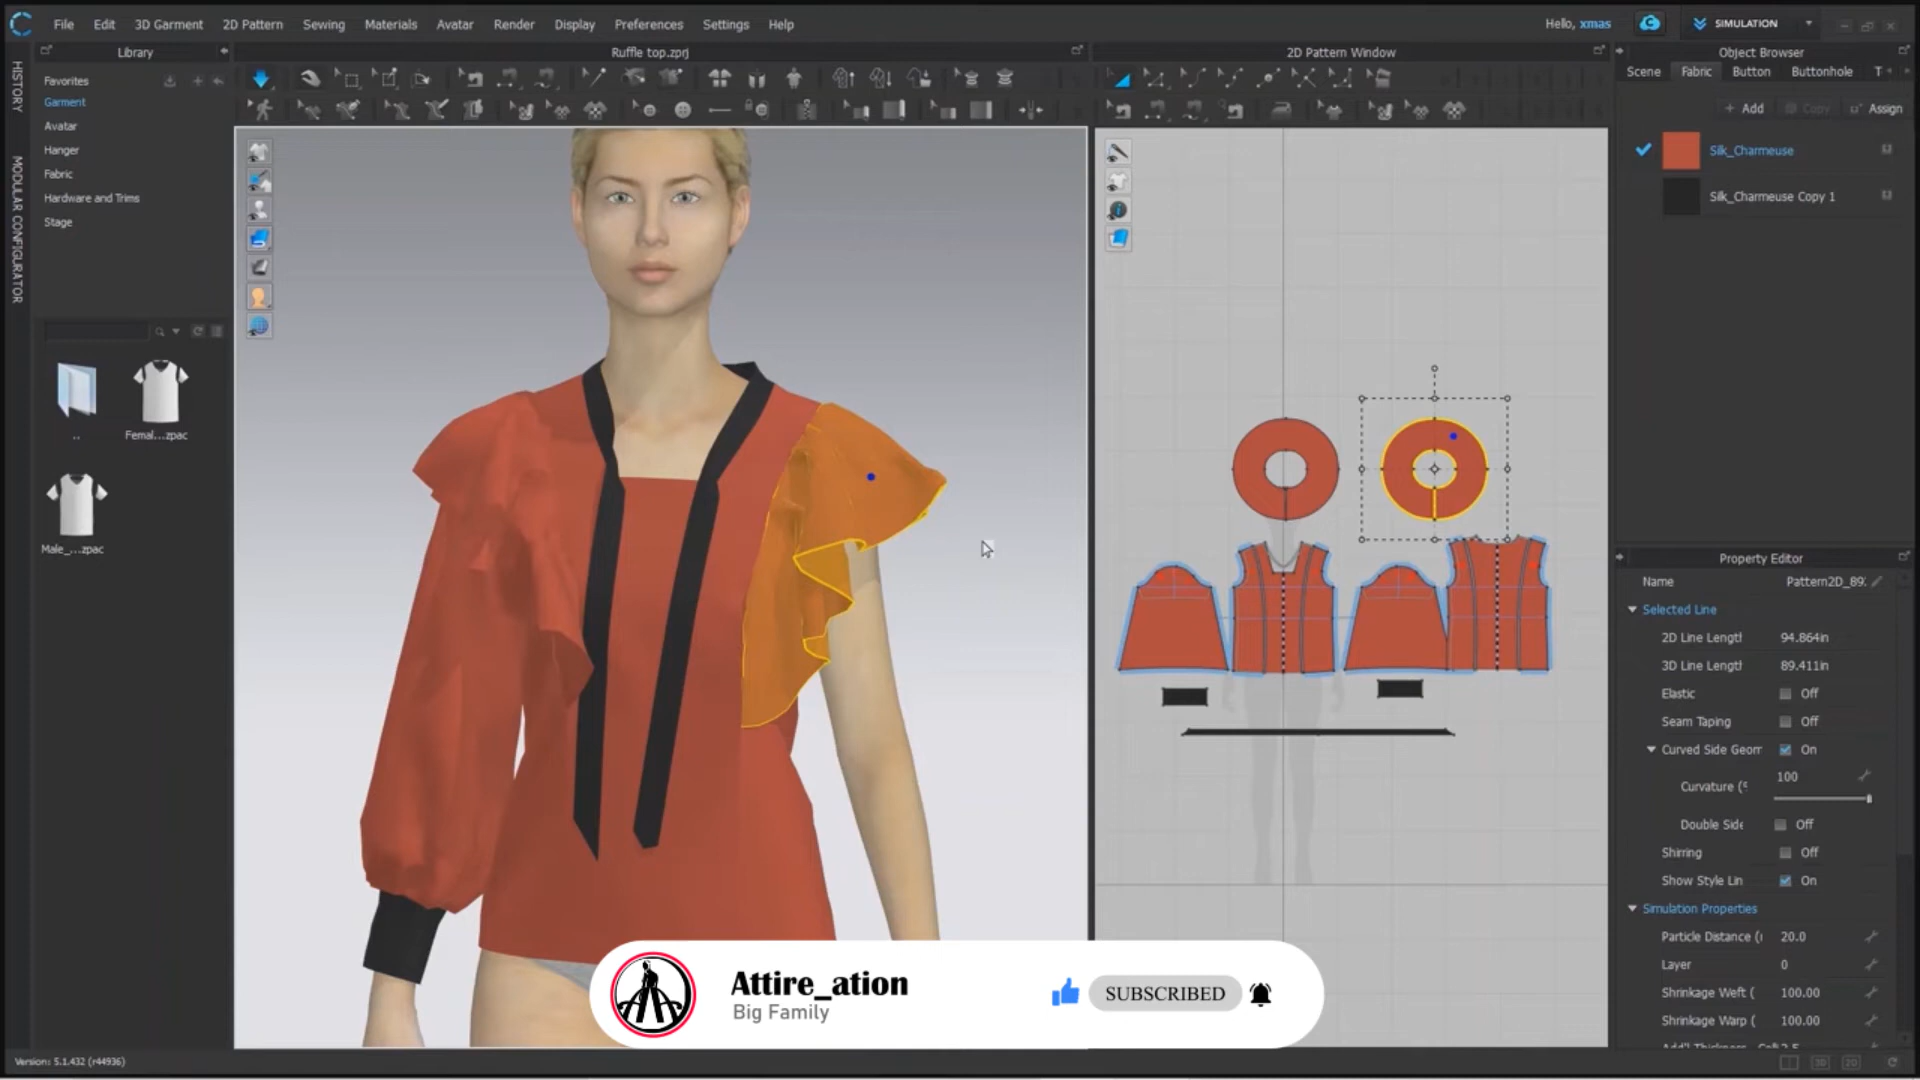 File Edit 3D Garment 2D Pattern Sewing Materials Avatar Render Display Preferences Settings Help
Hello, xmas
SIMULATION
Library
Ruffle top.zprj
2D Pattern Window
Object Browser
HISTORY
MODULAR CONFIGURATOR
Favorites
Garment
Avatar
Hanger
Fabric
Hardware and Trims
Stage
..
Femal...zpac
Male_...zpac
Scene Fabric Button Buttonhole T
+ Add Copy Assign
Silk_Charmeuse
Silk_Charmeuse Copy 1
Property Editor
Name Pattern2D_89
Selected Line
2D Line Length 94.864in
3D Line Length 89.411in
Elastic Off
Seam Taping Off
Curved Side Geom On
Curvature ( 100
Double Side Off
Shirring Off
Show Style Lin On
Simulation Properties
Particle Distance ( 20.0
Layer 0
Shrinkage Weft ( 100.00
Shrinkage Warp ( 100.00
Attire_ation
Big Family
SUBSCRIBED
Version: 5.1.432 (r44936)
3D
2D